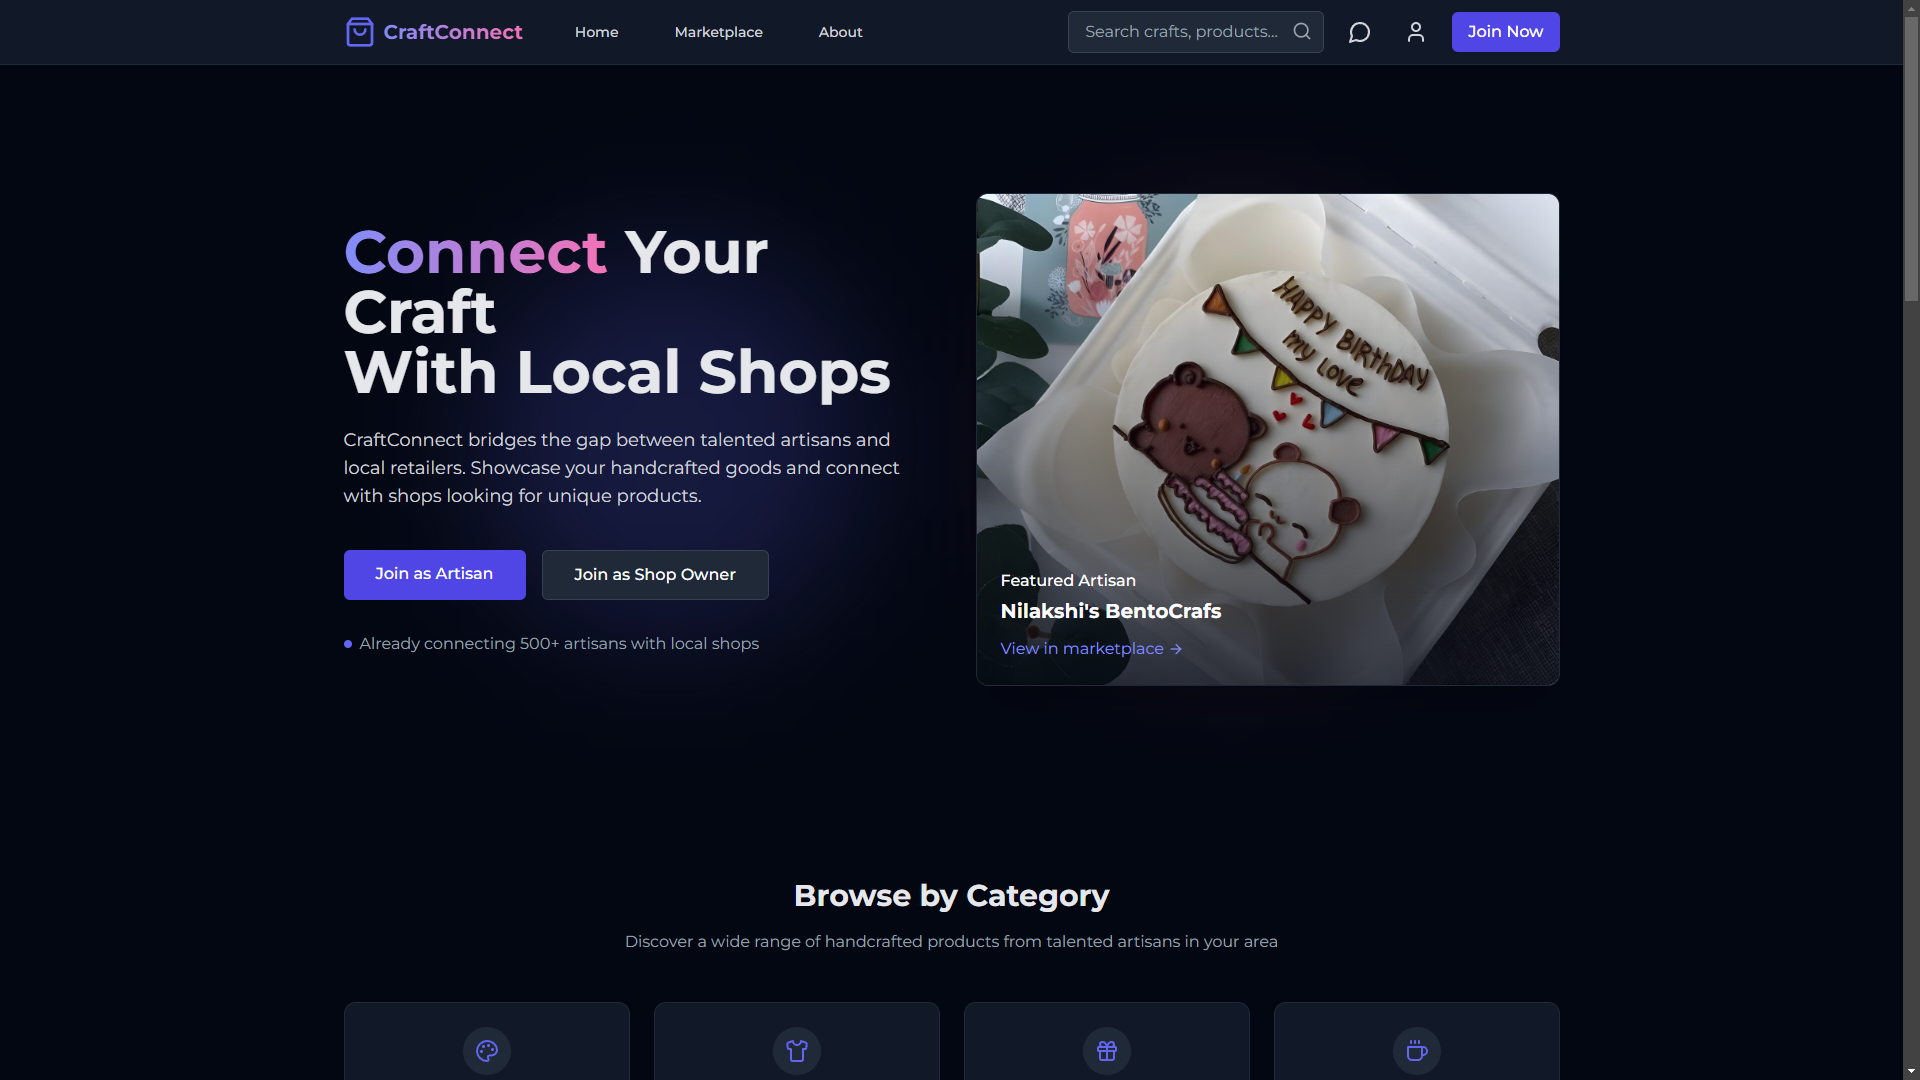 CraftConnect
Home
Marketplace
About
Search crafts, products...
Join Now
Connect Your
Craft
With Local Shops
CraftConnect bridges the gap between talented artisans and
local retailers. Showcase your handcrafted goods and connect
with shops looking for unique products.
Join as Artisan
Join as Shop Owner
Already connecting 500+ artisans with local shops
HAPPY BIRTHDAY
my LOVE
Featured Artisan
Nilakshi's BentoCrafs
View in marketplace →
Browse by Category
Discover a wide range of handcrafted products from talented artisans in your area